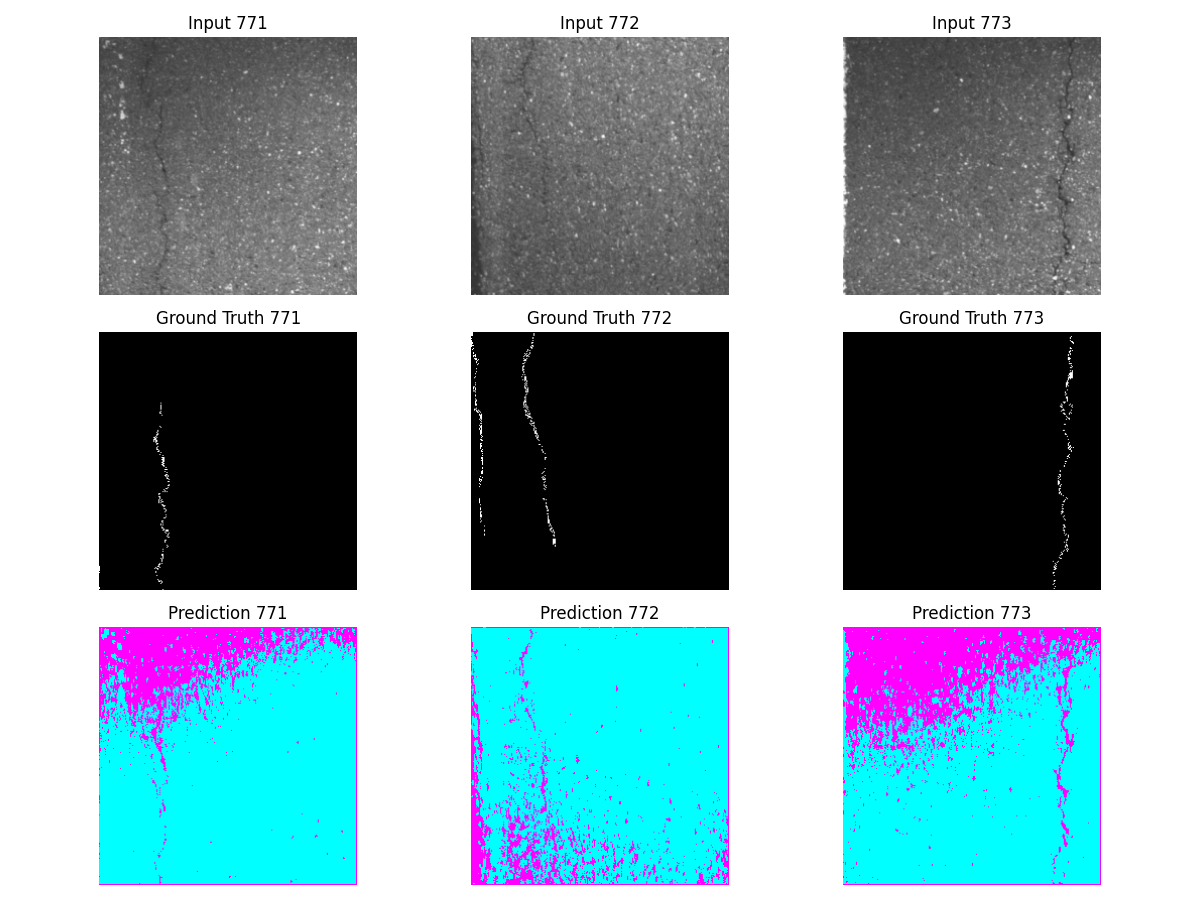 Input 771
Input 772
Input 773
Ground Truth 771
Ground Truth 772
Ground Truth 773
Prediction 771
Prediction 772
Prediction 773